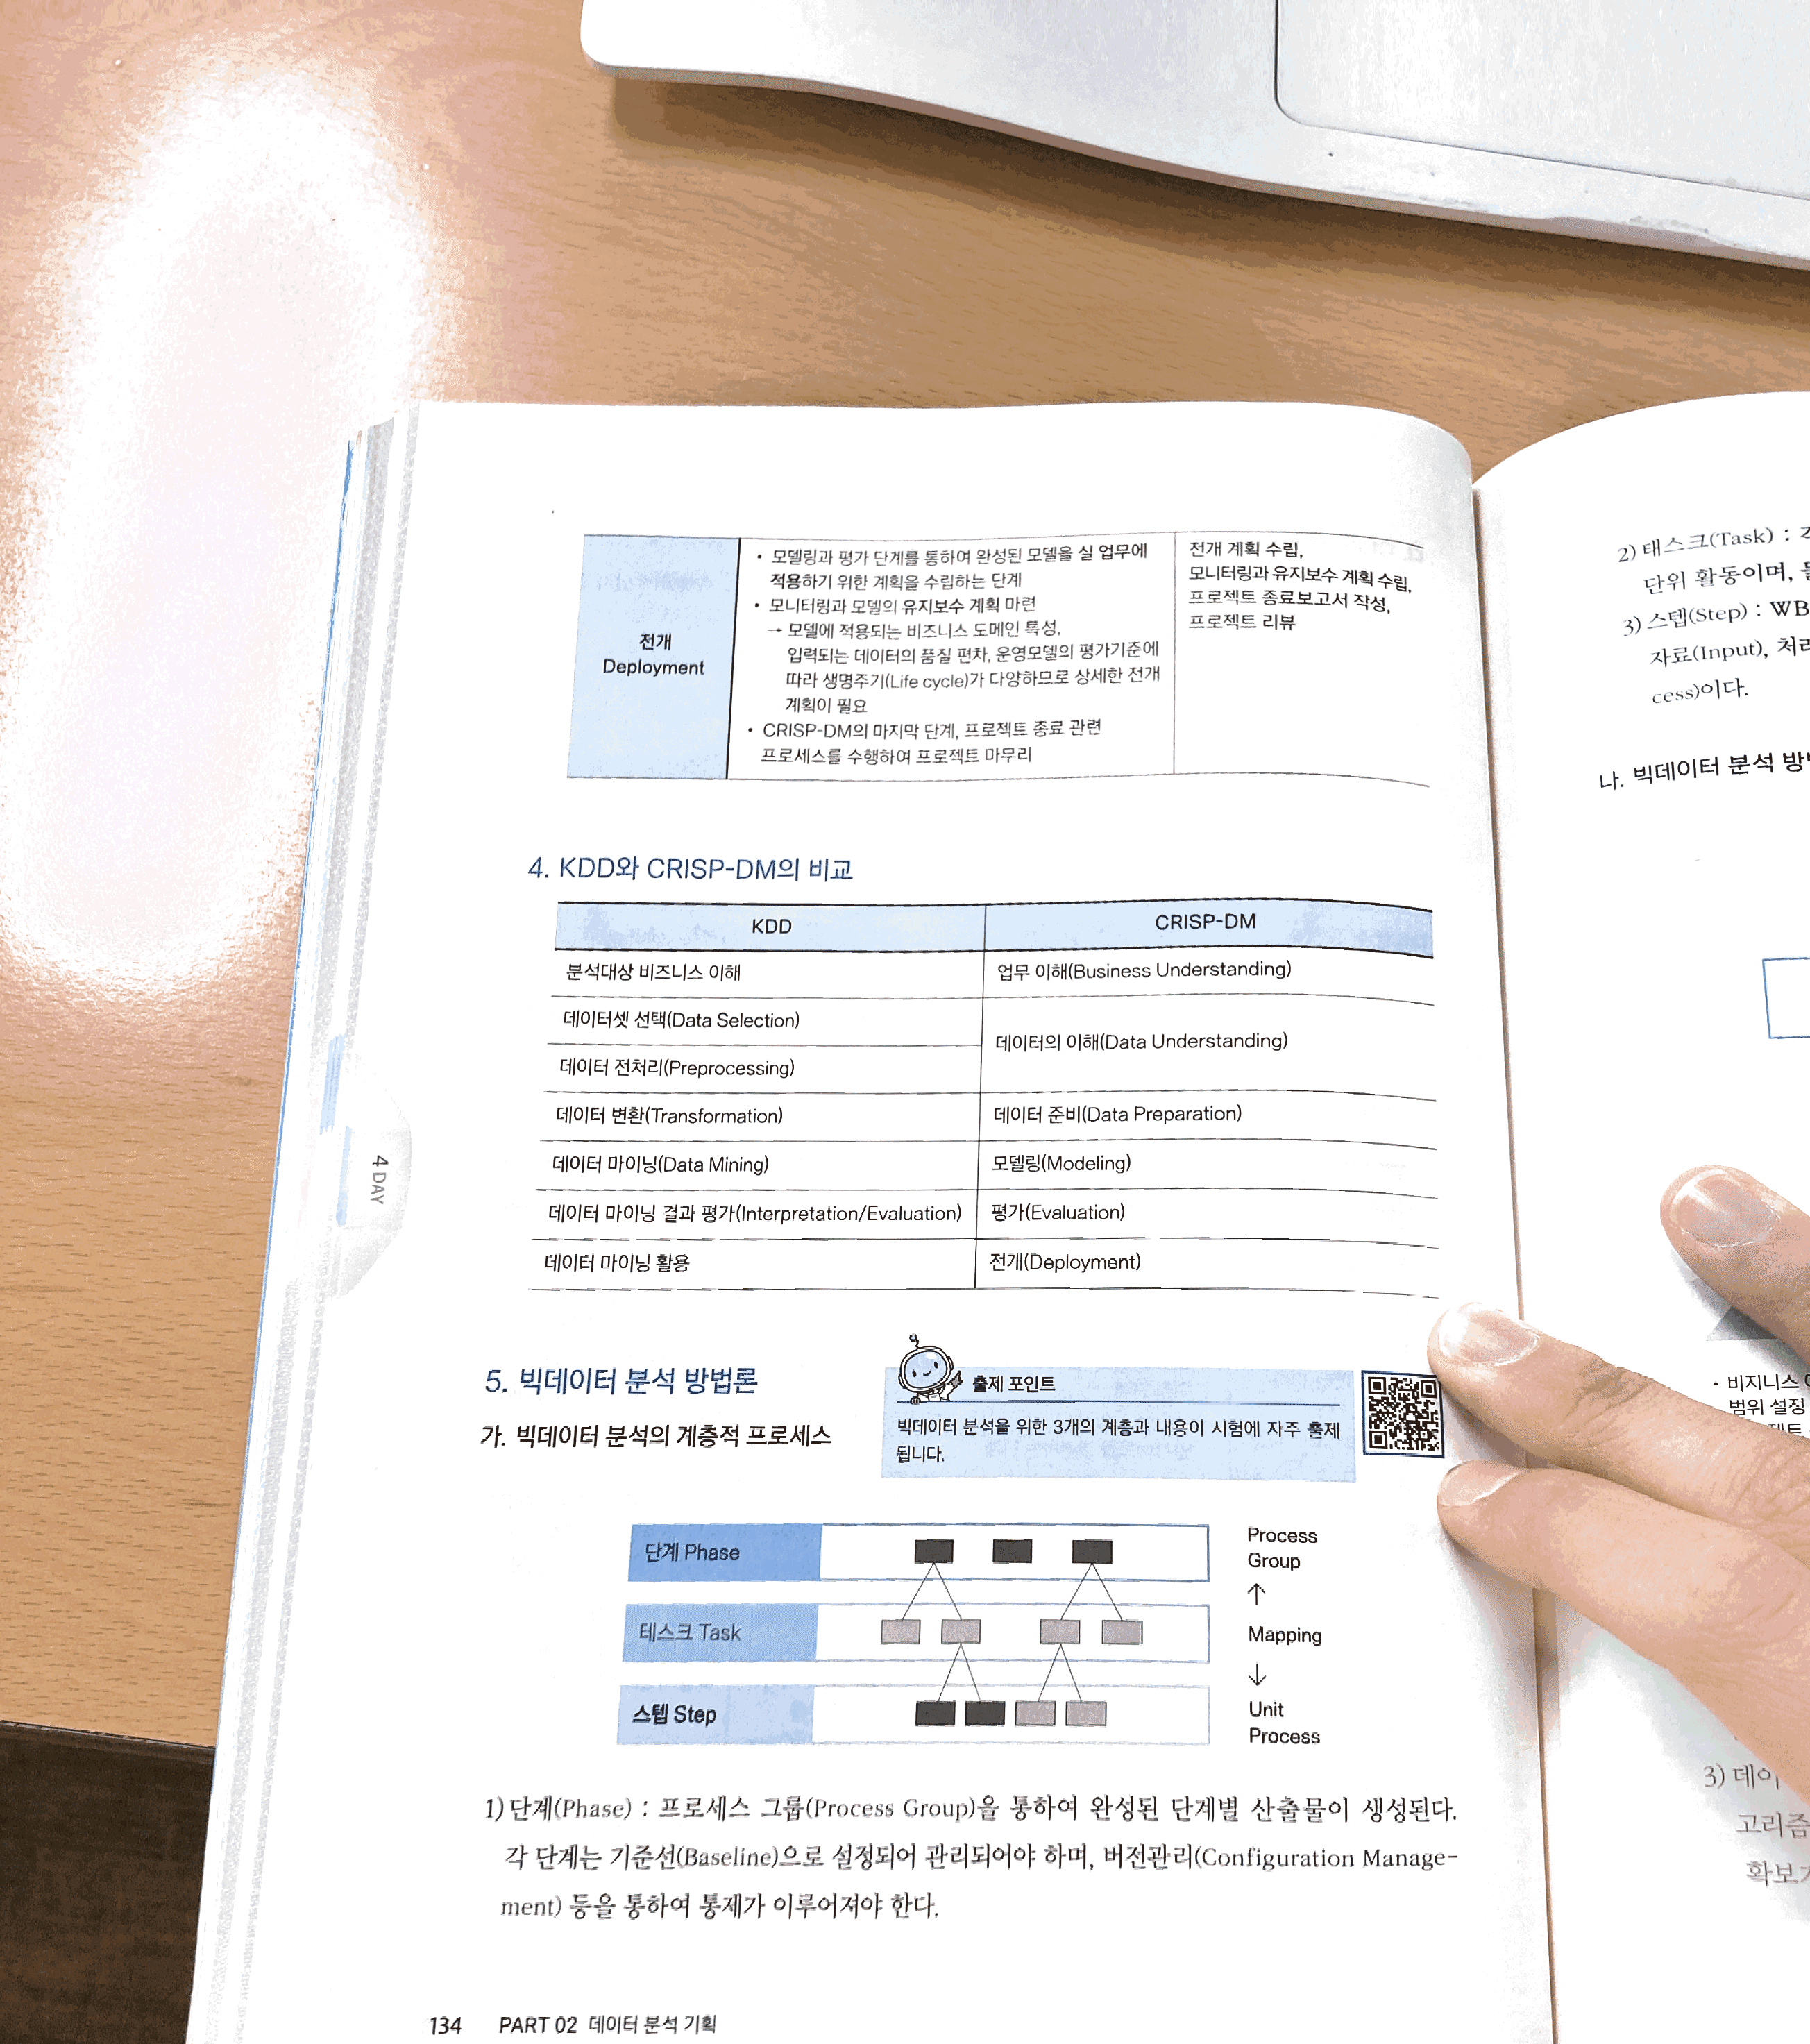 전개
Deployment
• 모델링과 평가 단계를 통하여 완성된 모델을 실 업무에
적용하기 위한 계획을 수립하는 단계
• 모니터링과 모델의 유지보수 계획 마련
→ 모델에 적용되는 비즈니스 도메인 특성,
입력되는 데이터의 품질 편차, 운영모델의 평가기준에
따라 생명주기(Life cycle)가 다양하므로 상세한 전개
계획이 필요
• CRISP-DM의 마지막 단계, 프로젝트 종료 관련
프로세스를 수행하여 프로젝트 마무리
전개 계획 수립,
모니터링과 유지보수 계획 수립,
프로젝트 종료보고서 작성,
프로젝트 리뷰
4. KDD와 CRISP-DM의 비교
KDD CRISP-DM
분석대상 비즈니스 이해 업무 이해(Business Understanding)
데이터셋 선택(Data Selection)
데이터의 이해(Data Understanding)
데이터 전처리(Preprocessing)
데이터 변환(Transformation) 데이터 준비(Data Preparation)
데이터 마이닝(Data Mining) 모델링(Modeling)
데이터 마이닝 결과 평가(Interpretation/Evaluation) 평가(Evaluation)
데이터 마이닝 활용 전개(Deployment)
4 DAY
5. 빅데이터 분석 방법론
가. 빅데이터 분석의 계층적 프로세스
출제 포인트
빅데이터 분석을 위한 3개의 계층과 내용이 시험에 자주 출제
됩니다.
단계 Phase
테스크 Task
스텝 Step
Process
Group
↑
Mapping
↓
Unit
Process
1) 단계(Phase) : 프로세스 그룹(Process Group)을 통하여 완성된 단계별 산출물이 생성된다.
각 단계는 기준선(Baseline)으로 설정되어 관리되어야 하며, 버전관리(Configuration Manage-
ment) 등을 통하여 통제가 이루어져야 한다.
134 PART 02 데이터 분석 기획
2) 태스크(Task) :
단위 활동이며,
3) 스텝(Step) : WB
자료(Input), 처리
cess)이다.
나. 빅데이터 분석
• 비지니스
범위 설정
3) 데이
고리즘
확보